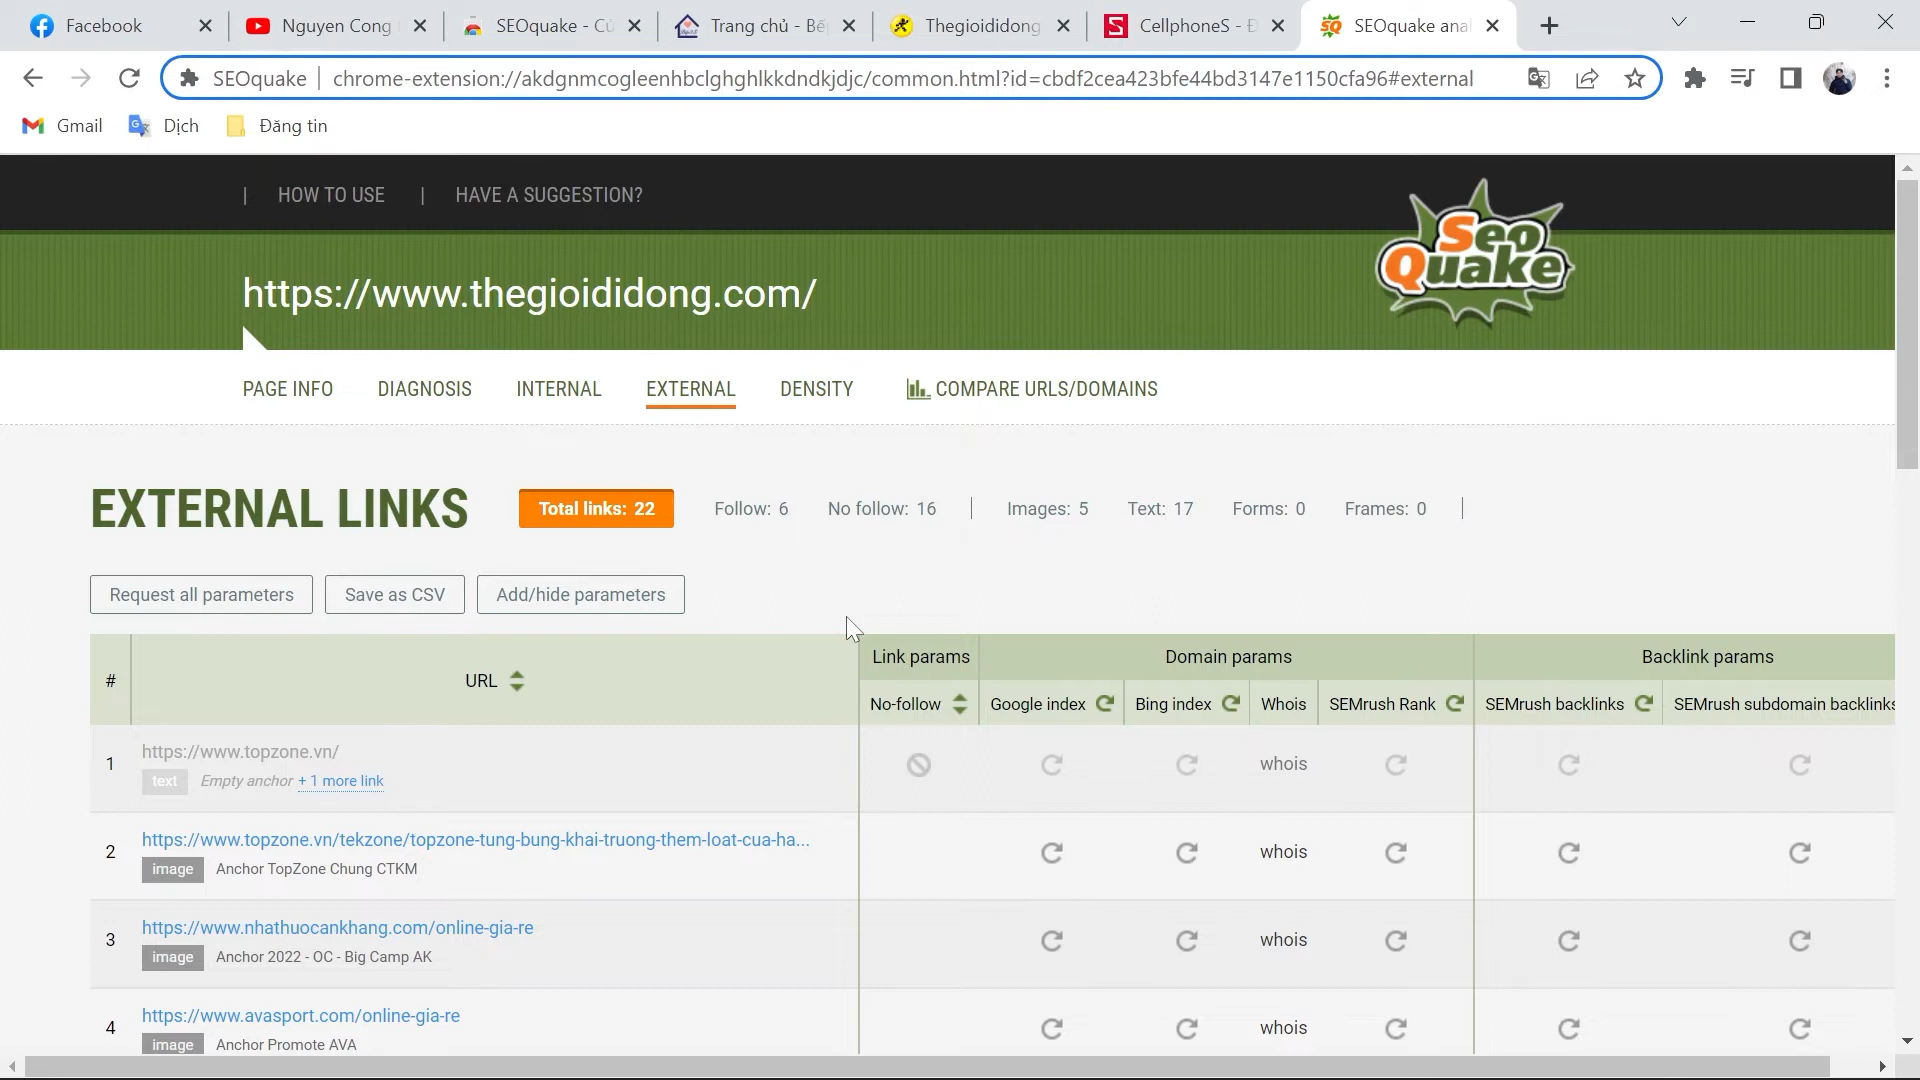 Facebook
Nguyen Cong
SEOquake - Cử
Trang chủ - Bếp
Thegioididong
CellphoneS - Đ
SEOquake anal
SEOquake
chrome-extension://akdgnmcogleenhbclghghlkkdndkjdjc/common.html?id=cbdf2cea423bfe44bd3147e1150cfa96#external
Gmail
Dịch
Đăng tin
| HOW TO USE | HAVE A SUGGESTION?
Seo Quake
https://www.thegioididong.com/
PAGE INFO DIAGNOSIS INTERNAL EXTERNAL DENSITY COMPARE URLS/DOMAINS
EXTERNAL LINKS
Total links: 22
Follow: 6 No follow: 16 | Images: 5 Text: 17 Forms: 0 Frames: 0 |
Request all parameters Save as CSV Add/hide parameters
# URL
Link params Domain params Backlink params
No-follow Google index Bing index Whois SEMrush Rank SEMrush backlinks SEMrush subdomain backlinks
1 https://www.topzone.vn/ whois
text Empty anchor + 1 more link
2 https://www.topzone.vn/tekzone/topzone-tung-bung-khai-truong-them-loat-cua-ha... whois
image Anchor TopZone Chung CTKM
3 https://www.nhathuocankhang.com/online-gia-re whois
image Anchor 2022 - OC - Big Camp AK
4 https://www.avasport.com/online-gia-re whois
image Anchor Promote AVA